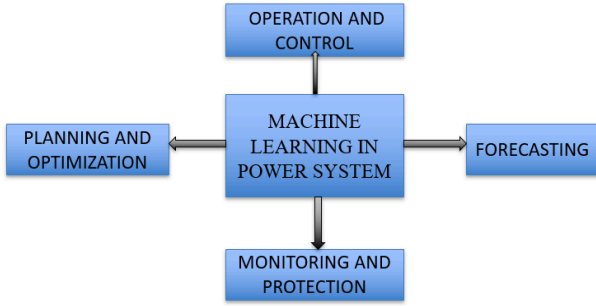 OPERATION AND
CONTROL
PLANNING AND
OPTIMIZATION
MACHINE
LEARNING IN
POWER SYSTEM
FORECASTING
MONITORING AND
PROTECTION